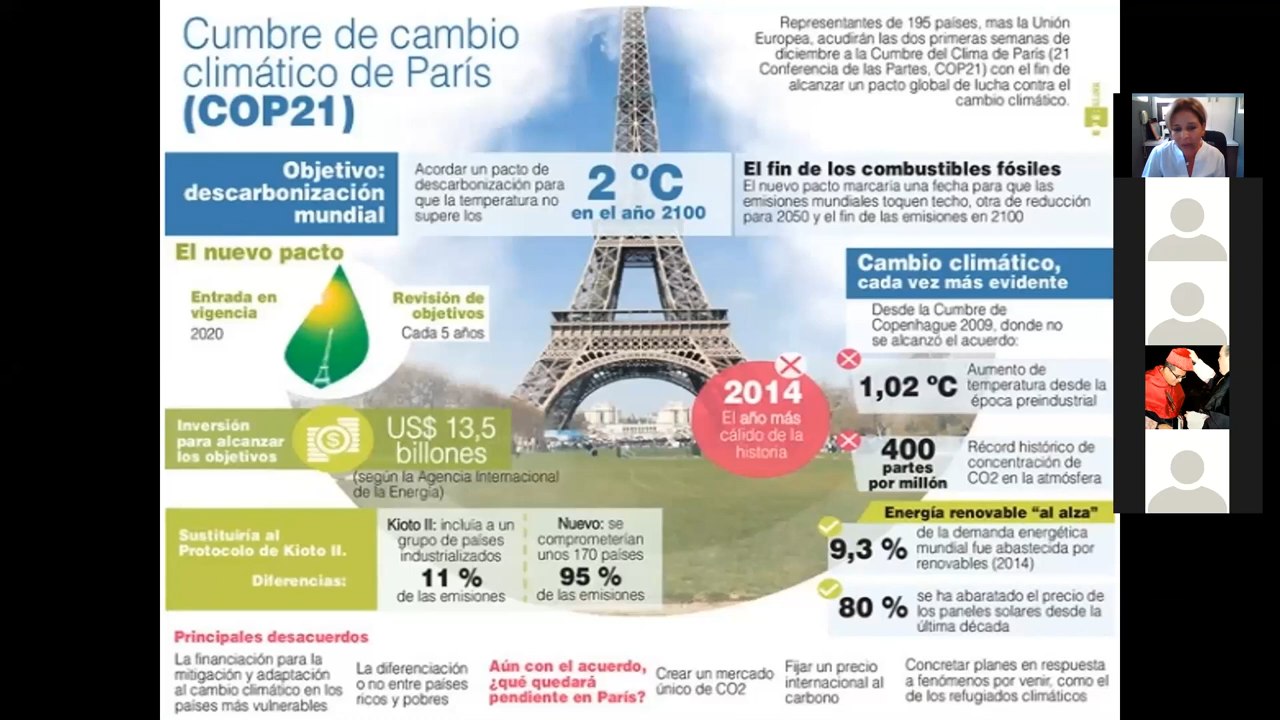 Cumbre de cambio
climático de París
(COP21)
Representantes de 195 países, mas la Unión
Europea, acudirán las dos primeras semanas de
diciembre a la Cumbre del Clima de París (21
Conferencia de las Partes, COP21) con el fin de
alcanzar un pacto global de lucha contra el
cambio climático.
Objetivo:
descarbonización
mundial
Acordar un pacto de
descarbonización para
que la temperatura no
supere los
2 ºC
en el año 2100
El fin de los combustibles fósiles
El nuevo pacto marcaría una fecha para que las
emisiones mundiales toquen techo, otra de reducción
para 2050 y el fin de las emisiones en 2100
El nuevo pacto
Entrada en
vigencia
2020
Revisión de
objetivos
Cada 5 años
Cambio climático,
cada vez más evidente
Desde la Cumbre de
Copenhague 2009, donde no
se alcanzó el acuerdo:
2014
El año más
cálido de la
historia
1,02 ºC
Aumento de
temperatura desde la
época preindustrial
400
partes
por millón
Récord histórico de
concentración de
CO2 en la atmósfera
Inversión
para alcanzar
los objetivos
US$ 13,5
billones
(según la Agencia Internacional
de la Energía)
Sustituiría al
Protocolo de Kioto II.
Diferencias:
Kioto II: incluía a un
grupo de países
industrializados
11 %
de las emisiones
Nuevo: se
comprometerían
unos 170 países
95 %
de las emisiones
Energía renovable "al alza"
9,3 %
de la demanda energética
mundial fue abastecida por
renovables (2014)
80 %
se ha abaratado el precio de
los paneles solares desde la
última década
Principales desacuerdos
La financiación para la
mitigación y adaptación
al cambio climático en los
países más vulnerables
La diferenciación
o no entre países
ricos y pobres
Aún con el acuerdo,
¿qué quedará
pendiente en París?
Crear un mercado
único de CO2
Fijar un precio
internacional al
carbono
Concretar planes en respuesta
a fenómenos por venir, como el
de los refugiados climáticos